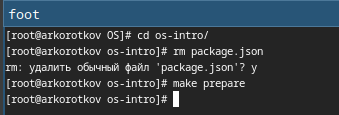 foot
[root@arkorotkov OS]# cd os-intro/
[root@arkorotkov os-intro]# rm package.json
rm: удалить обычный файл 'package.json'? y
[root@arkorotkov os-intro]# make prepare
[root@arkorotkov os-intro]#